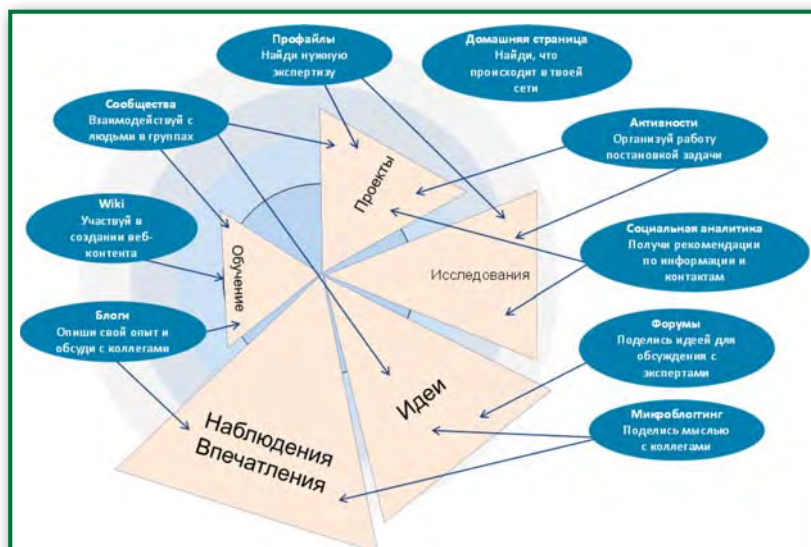 Профайлы
Найди нужную
экспертизу
Домашняя страница
Найди, что
происходит в твоей
сети
Сообщества
Взаимодействуй с
людьми в группах
Активности
Организуй работу
постановкой задачи
Wiki
Участвуй в
создании веб-
контента
Социальная аналитика
Получи рекомендации
по информации и
контактам
Блоги
Опиши свой опыт и
обсуди с коллегами
Форумы
Поделись идеей для
обсуждения с
экспертами
Микроблоггинг
Поделись мыслью
с коллегами
Проекты
Исследования
Обучение
Идеи
Наблюдения
Впечатления